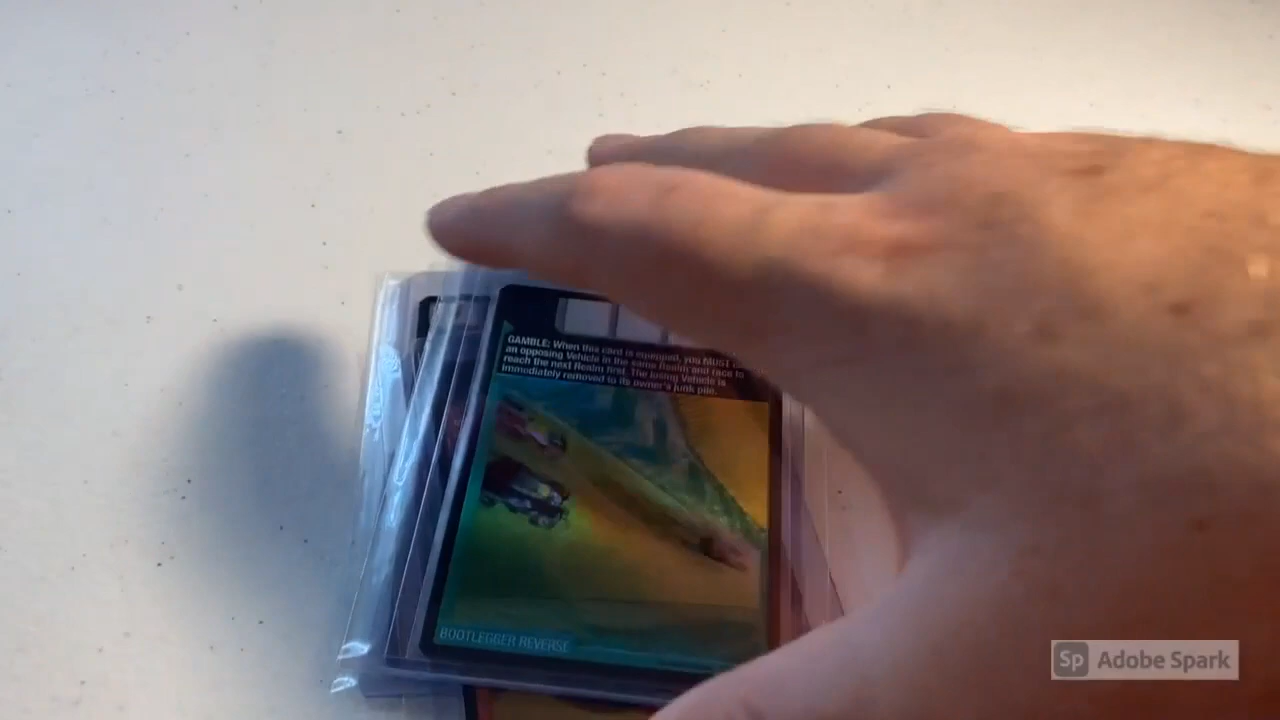 GAMBLE: When this card is equipped, you MUST
an opposing Vehicle in the same Realm and race to
reach the next Realm first. The losing Vehicle is
immediately removed to its owner's junk pile.
BOOTLEGGER REVERSE
Sp Adobe Spark